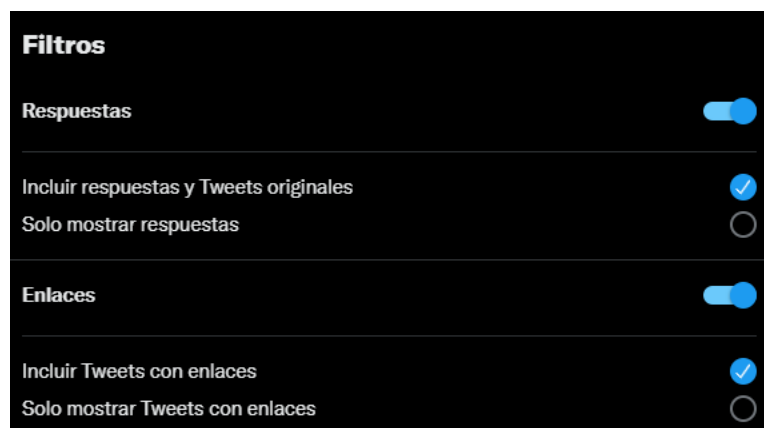 Filtros
Respuestas
Incluir respuestas y Tweets originales
Solo mostrar respuestas
Enlaces
Incluir Tweets con enlaces
Solo mostrar Tweets con enlaces